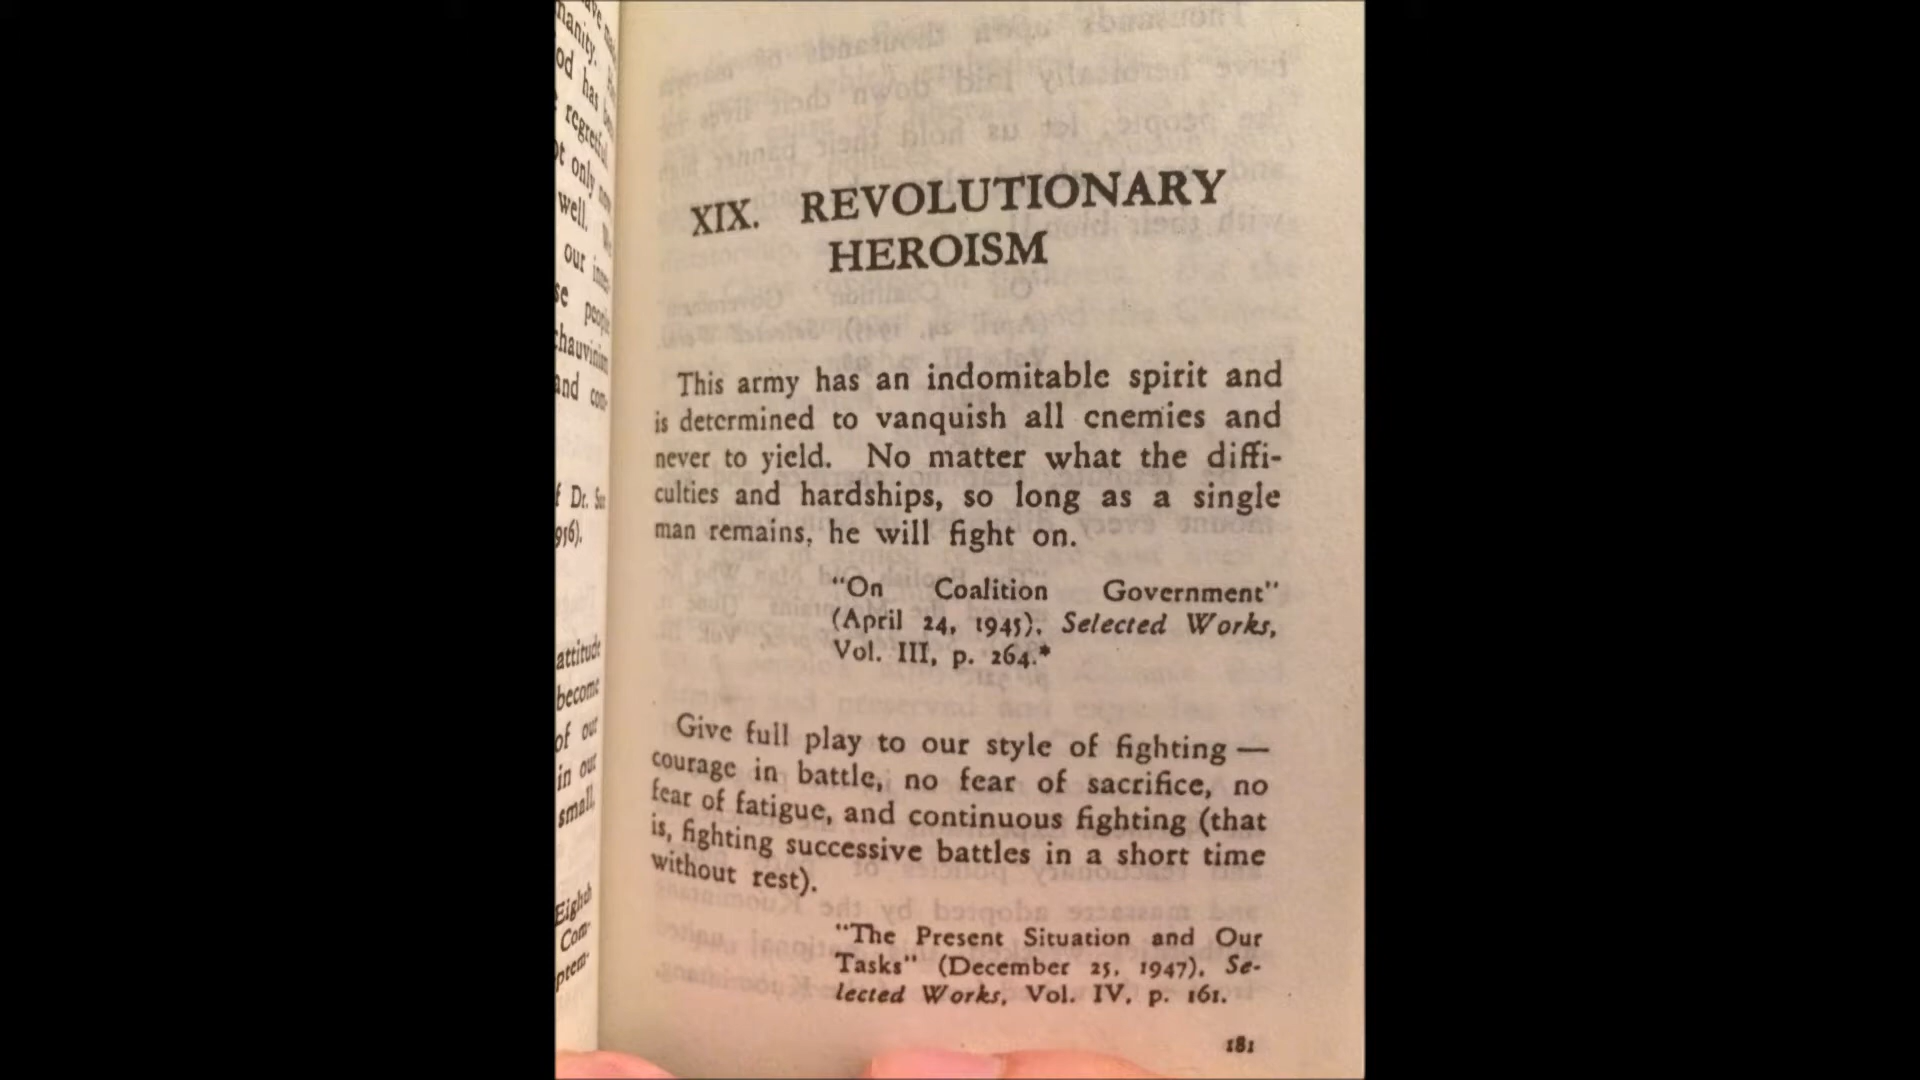 XIX. REVOLUTIONARY
HEROISM
This army has an indomitable spirit and
is determined to vanquish all enemies and
never to yield. No matter what the diffi-
culties and hardships, so long as a single
man remains, he will fight on.
"On Coalition Government"
(April 24, 1945), Selected Works,
Vol. III, p. 264.*
Give full play to our style of fighting —
courage in battle, no fear of sacrifice, no
fear of fatigue, and continuous fighting (that
is, fighting successive battles in a short time
without rest).
"The Present Situation and Our
Tasks" (December 25, 1947), Se-
lected Works, Vol. IV, p. 161.
181